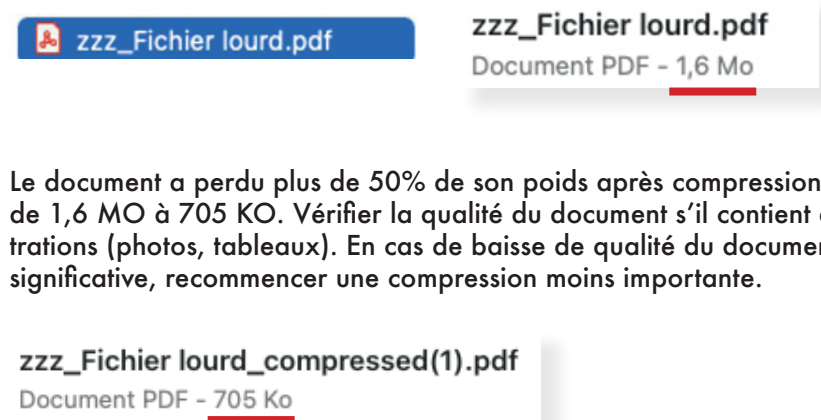 zzz_Fichier lourd.pdf
zzz_Fichier lourd.pdf
Document PDF - 1,6 Mo
Le document a perdu plus de 50% de son poids après compression
de 1,6 MO à 705 KO. Vérifier la qualité du document s’il contient
trations (photos, tableaux). En cas de baisse de qualité du documen
significative, recommencer une compression moins importante.
zzz_Fichier lourd_compressed(1).pdf
Document PDF - 705 Ko